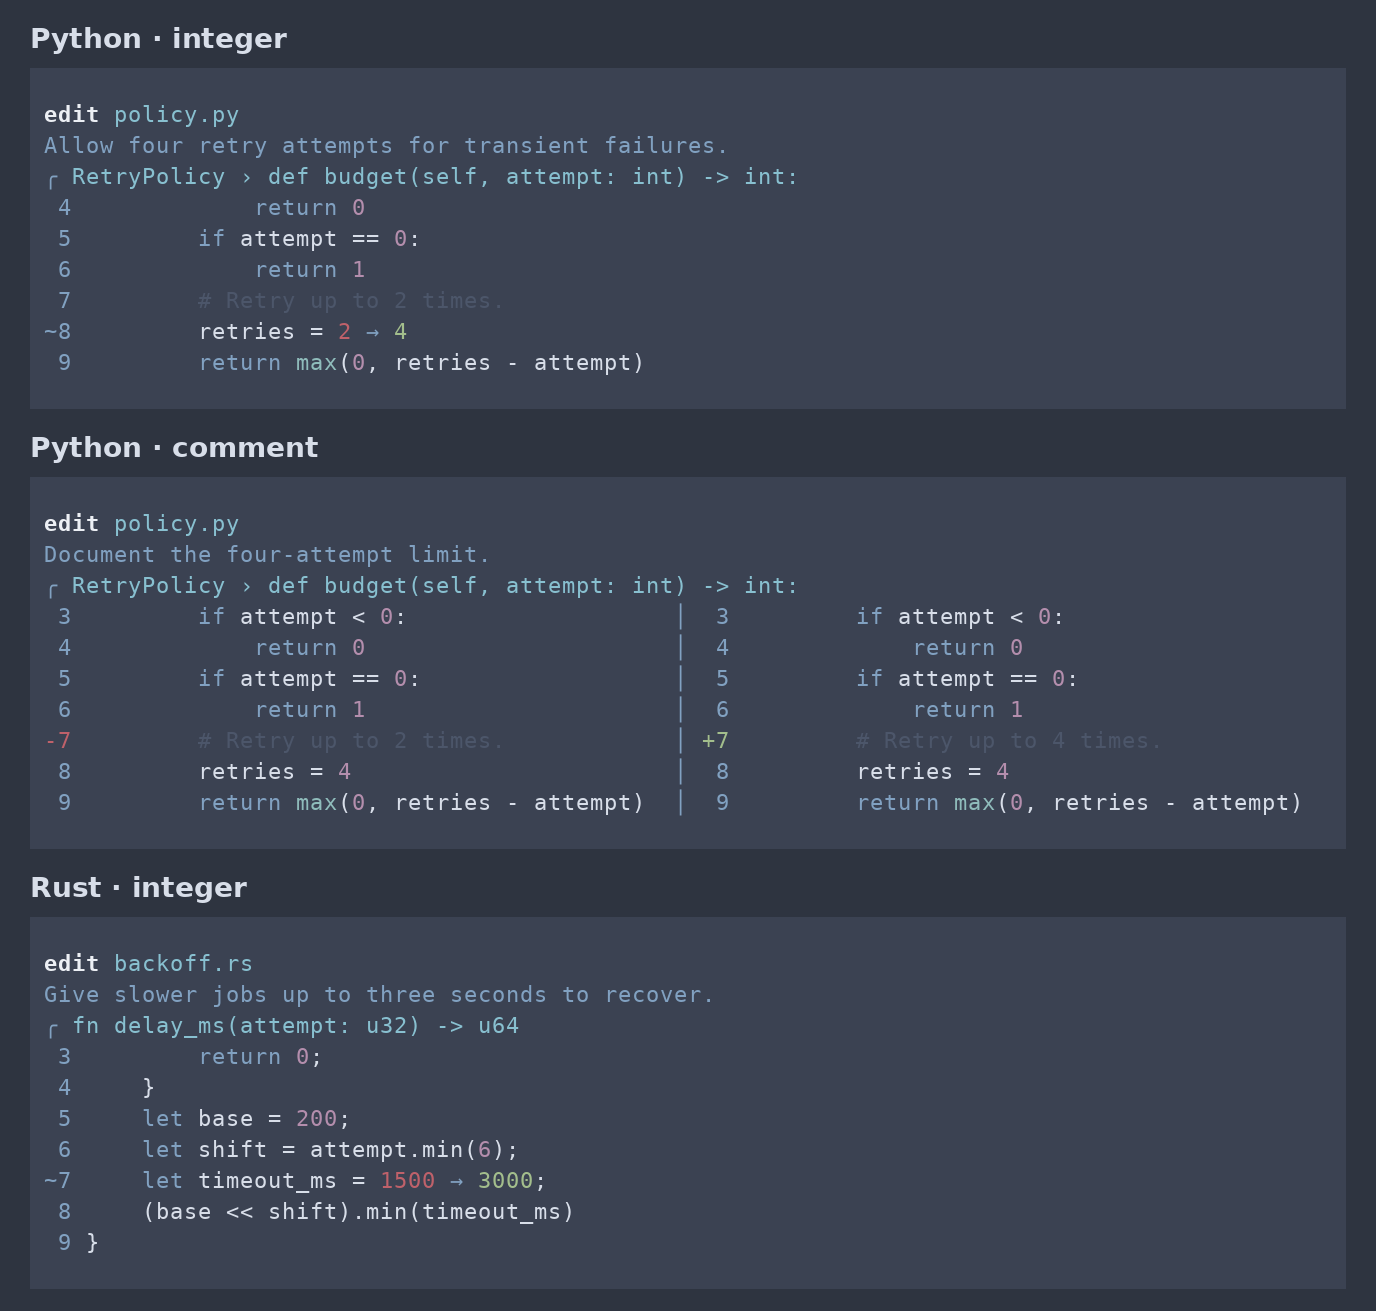 Python · integer
edit policy.py
Allow four retry attempts for transient failures.
╭ RetryPolicy › def budget(self, attempt: int) -> int:
 4             return 0
 5         if attempt == 0:
 6             return 1
 7         # Retry up to 2 times.
~8         retries = 2 → 4
 9         return max(0, retries - attempt)
Python · comment
edit policy.py
Document the four-attempt limit.
╭ RetryPolicy › def budget(self, attempt: int) -> int:
 3         if attempt < 0:                   │  3         if attempt < 0:
 4             return 0                      │  4             return 0
 5         if attempt == 0:                  │  5         if attempt == 0:
 6             return 1                      │  6             return 1
-7         # Retry up to 2 times.            │ +7         # Retry up to 4 times.
 8         retries = 4                       │  8         retries = 4
 9         return max(0, retries - attempt)  │  9         return max(0, retries - attempt)
Rust · integer
edit backoff.rs
Give slower jobs up to three seconds to recover.
╭ fn delay_ms(attempt: u32) -> u64
 3         return 0;
 4     }
 5     let base = 200;
 6     let shift = attempt.min(6);
~7     let timeout_ms = 1500 → 3000;
 8     (base << shift).min(timeout_ms)
 9 }